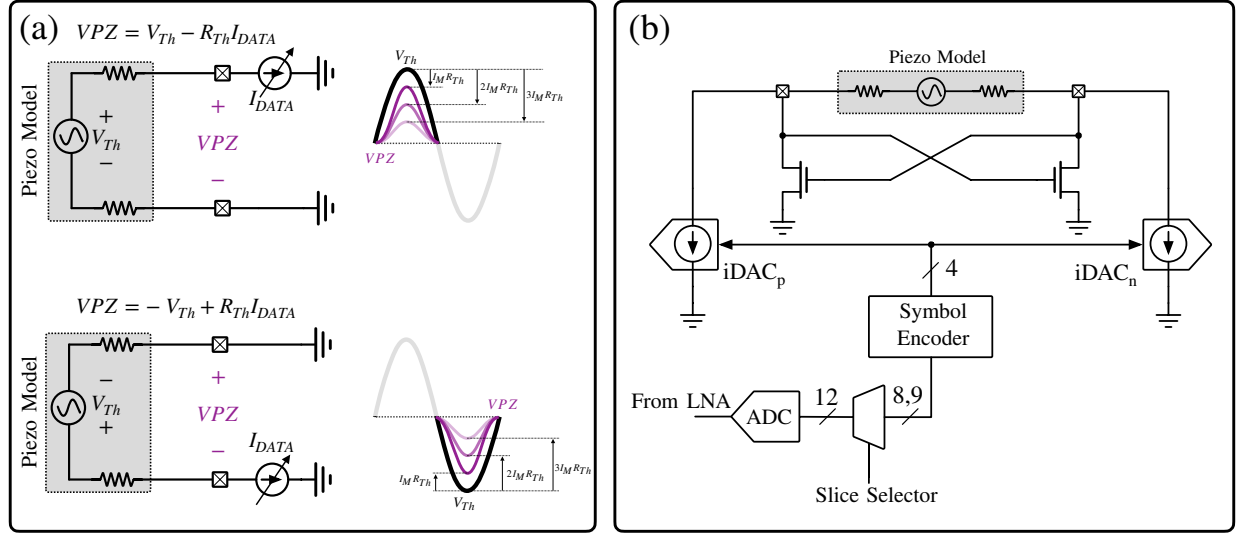 (a)
VPZ = V_Th − R_Th I_DATA
Piezo Model
+
V_Th
−
+
VPZ
−
I_DATA
V_Th
I_M R_Th
2I_M R_Th
3I_M R_Th
VPZ
VPZ = − V_Th + R_Th I_DATA
Piezo Model
−
V_Th
+
+
VPZ
−
I_DATA
VPZ
I_M R_Th
2I_M R_Th
3I_M R_Th
V_Th
(b)
Piezo Model
iDAC_p
iDAC_n
4
Symbol
Encoder
From LNA
ADC
12
8,9
Slice Selector